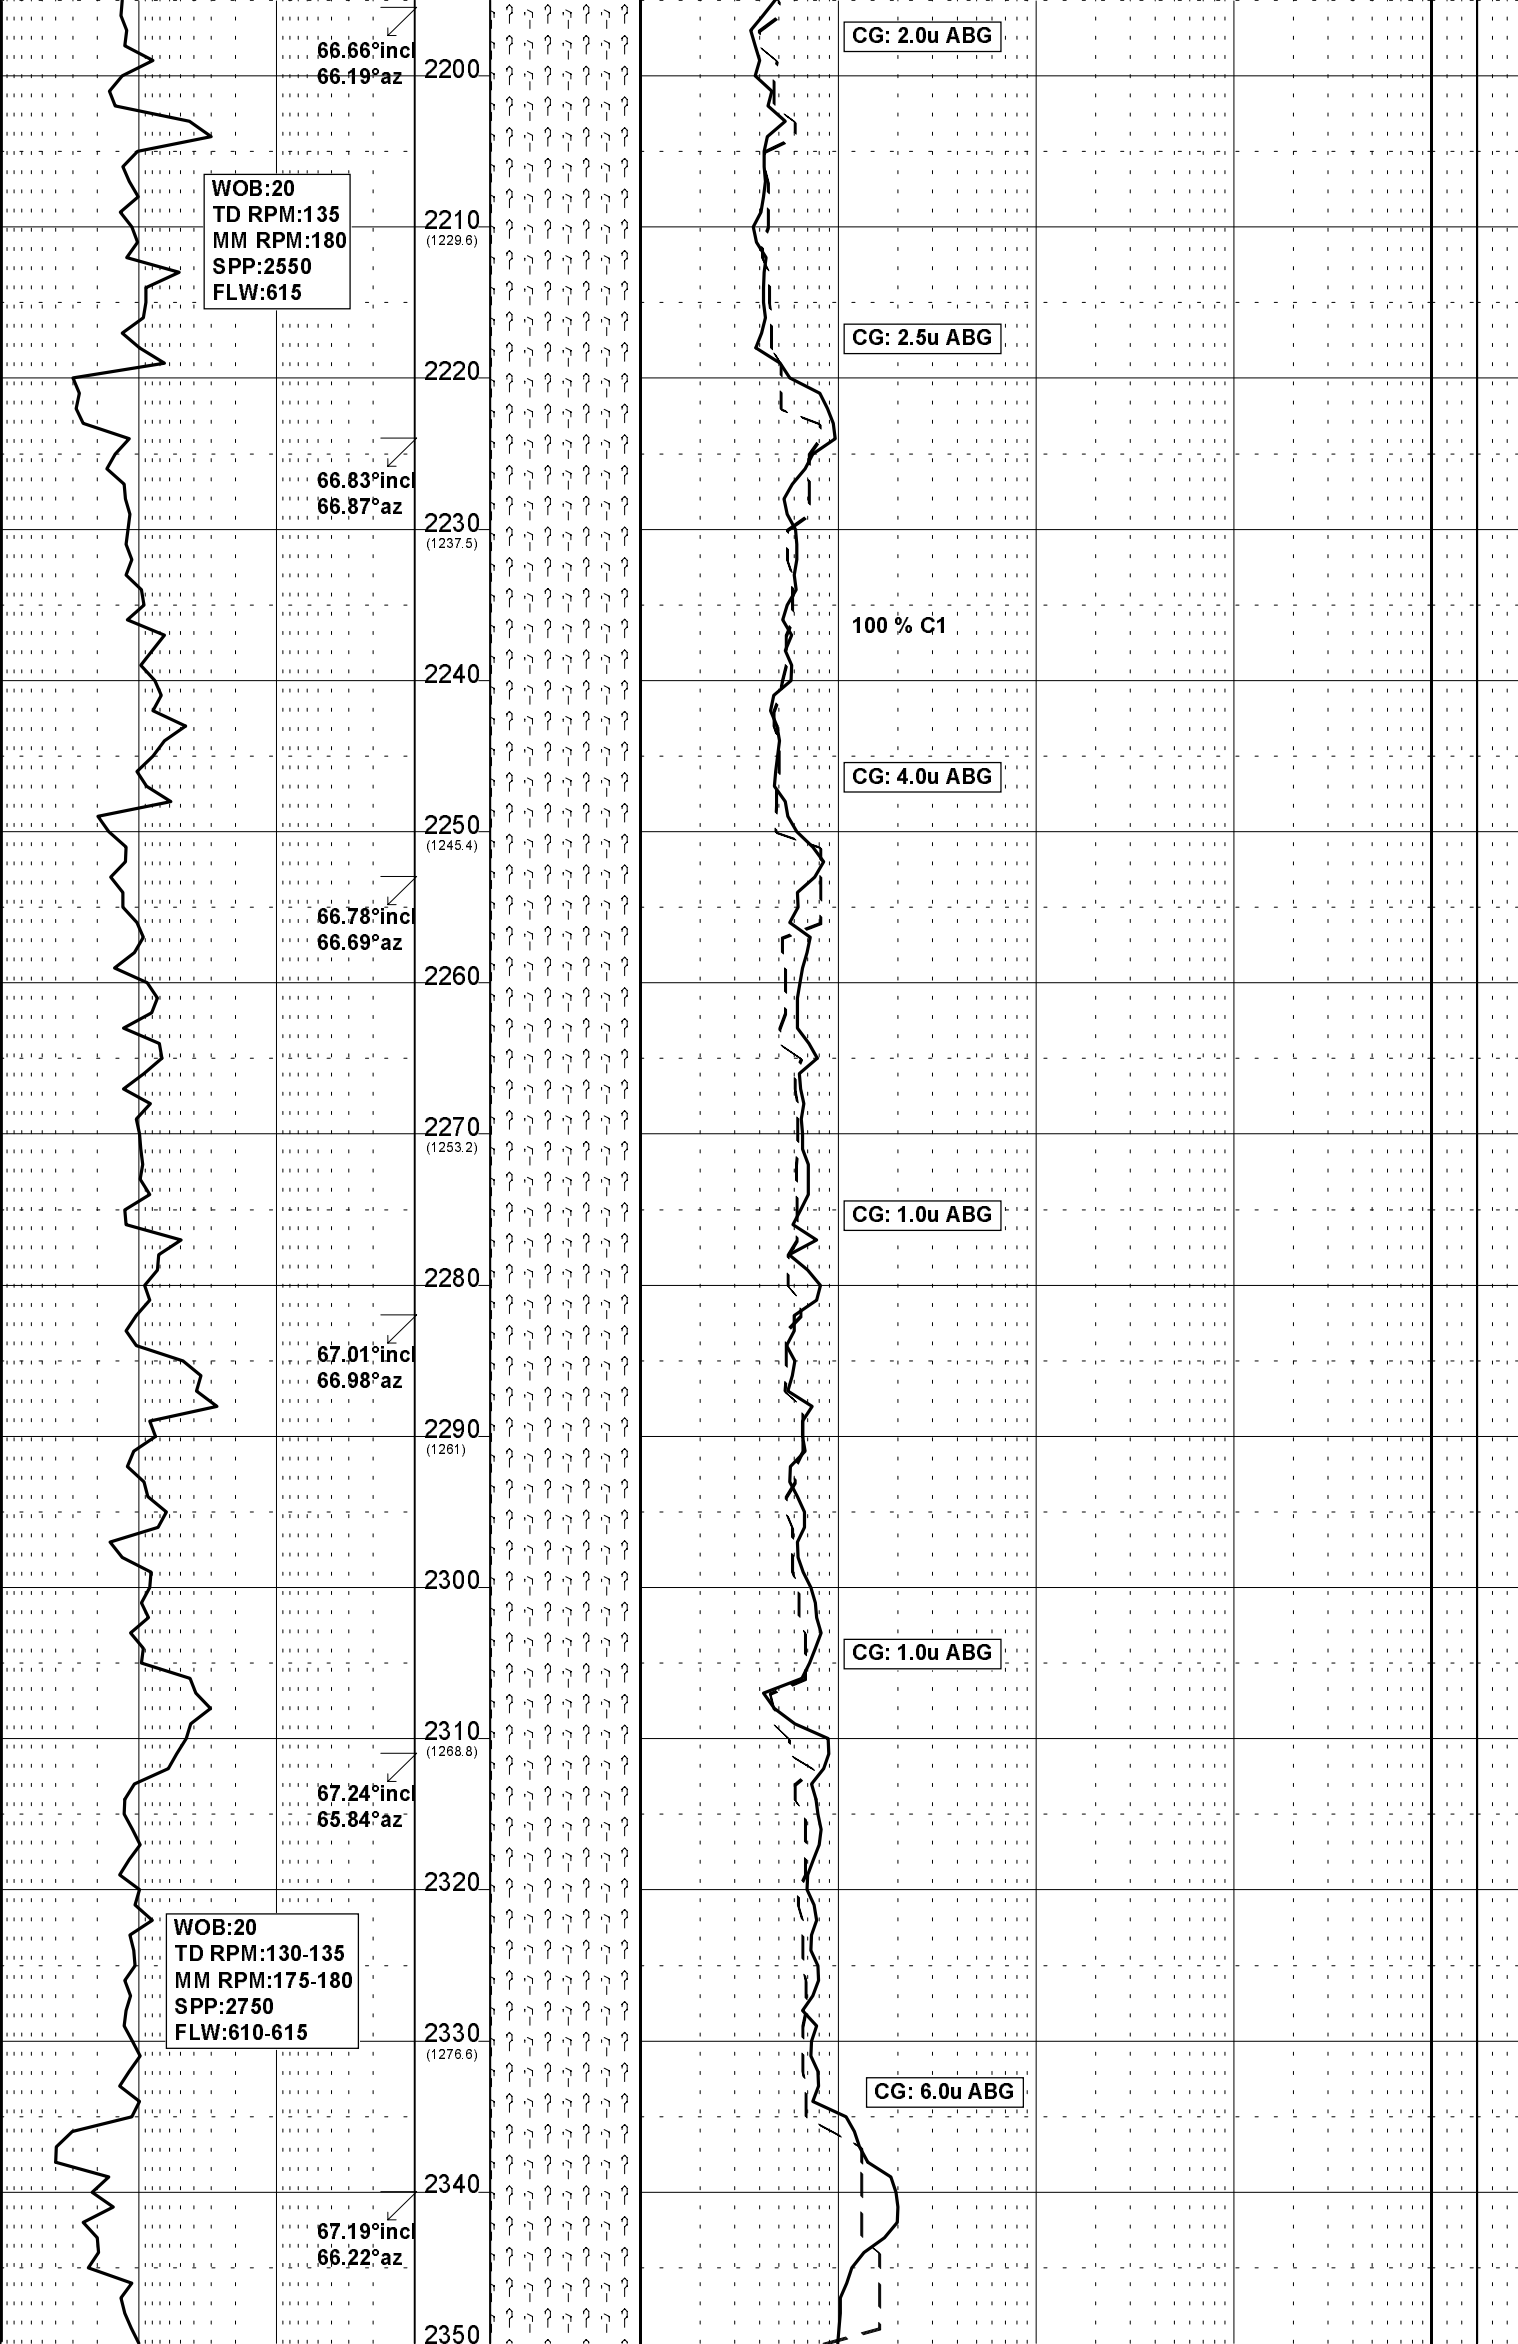 CG: 2.0u ABG
66.66°incl
66.19°az
2200
WOB:20
TD RPM:135
MM RPM:180
SPP:2550
FLW:615
2210
(1229.6)
CG: 2.5u ABG
2220
66.83°incl
66.87°az
2230
(1237.5)
100 % C1
2240
CG: 4.0u ABG
2250
(1245.4)
66.78°incl
66.69°az
2260
2270
(1253.2)
CG: 1.0u ABG
2280
67.01°incl
66.98°az
2290
(1261)
2300
CG: 1.0u ABG
2310
(1268.8)
67.24°incl
65.84°az
2320
WOB:20
TD RPM:130-135
MM RPM:175-180
SPP:2750
FLW:610-615
2330
(1276.6)
CG: 6.0u ABG
2340
67.19°incl
66.22°az
2350